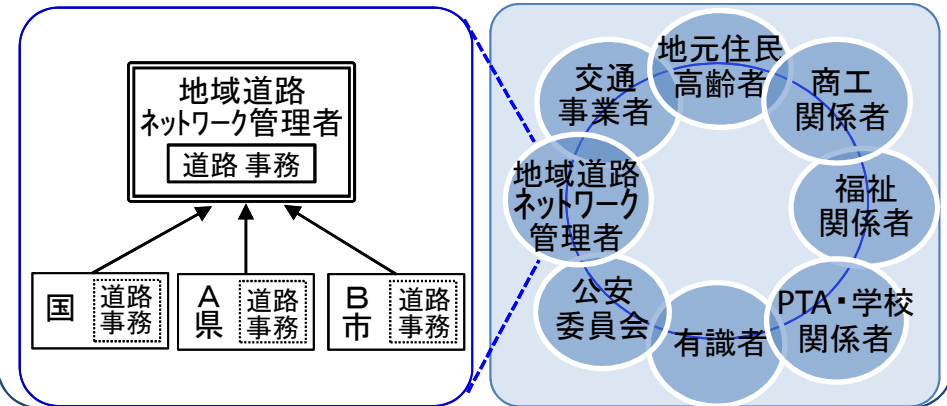 地域道路
ネットワーク管理者
道路 事務
国
道路
事務
A
県
道路
事務
B
市
道路
事務
地元住民
高齢者
交通
事業者
商工
関係者
地域道路
ネットワーク
管理者
福祉
関係者
公安
委員会
有識者
PTA・学校
関係者